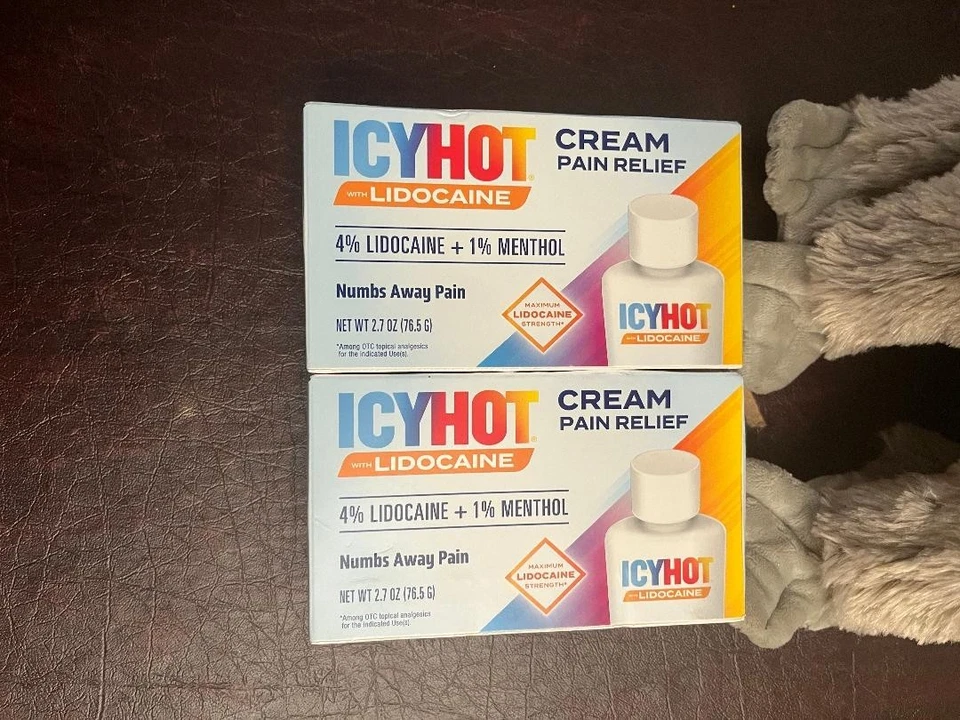 ICYHOT®
WITH LIDOCAINE
CREAM
PAIN RELIEF
4% LIDOCAINE + 1% MENTHOL
Numbs Away Pain
NET WT 2.7 OZ (76.5 G)
*Among OTC topical analgesics
for the indicated Use(s).
MAXIMUM
LIDOCAINE
STRENGTH*
ICYHOT
WITH LIDOCAINE
ICYHOT®
WITH LIDOCAINE
CREAM
PAIN RELIEF
4% LIDOCAINE + 1% MENTHOL
Numbs Away Pain
NET WT 2.7 OZ (76.5 G)
*Among OTC topical analgesics
for the indicated Use(s).
MAXIMUM
LIDOCAINE
STRENGTH*
ICYHOT
WITH LIDOCAINE